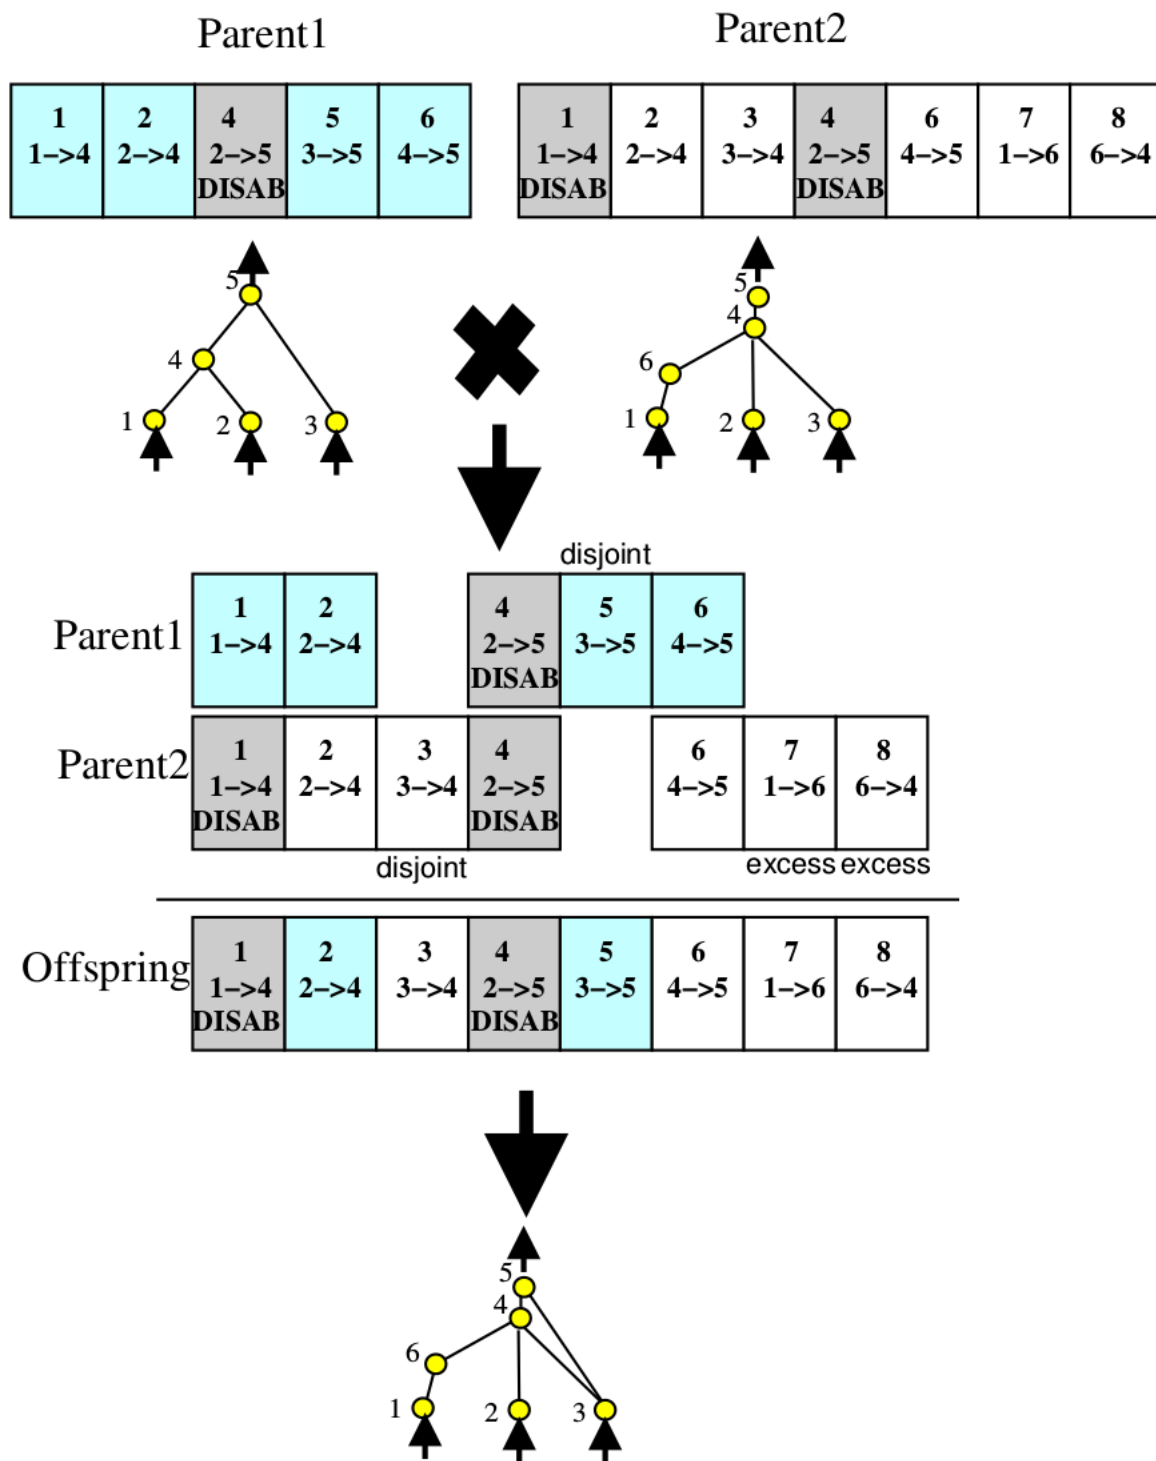 Parent1
Parent2
1 2 4 5 6
1->4 2->4 2->5 3->5 4->5
DISAB
1 2 3 4 6 7 8
1->4 2->4 3->4 2->5 4->5 1->6 6->4
DISAB DISAB
5
4
1 2 3
5
4
6
1 2 3
disjoint
Parent1
1 2 4 5 6
1->4 2->4 2->5 3->5 4->5
DISAB
Parent2
1 2 3 4 6 7 8
1->4 2->4 3->4 2->5 4->5 1->6 6->4
DISAB DISAB
disjoint excess excess
Offspring
1 2 3 4 5 6 7 8
1->4 2->4 3->4 2->5 3->5 4->5 1->6 6->4
DISAB DISAB
5
4
6
1 2 3